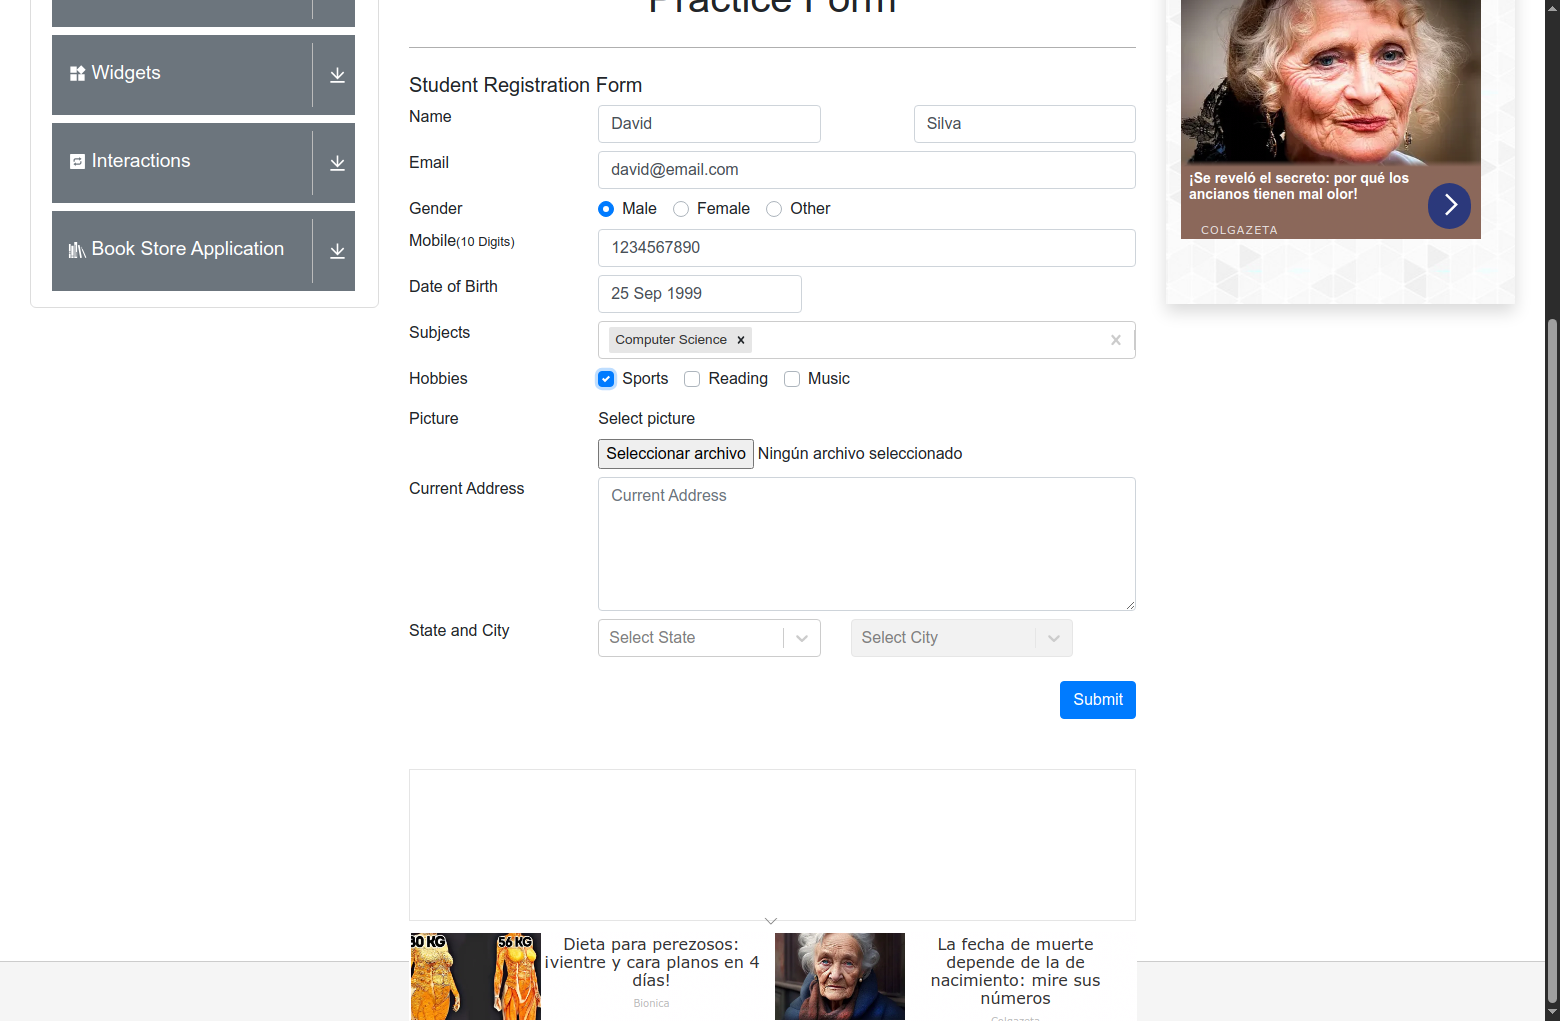 Practice Form
Widgets
Interactions
Book Store Application
Student Registration Form
Name
David
Silva
Email
david@email.com
Gender
Male
Female
Other
Mobile(10 Digits)
1234567890
Date of Birth
25 Sep 1999
Subjects
Computer Science
Hobbies
Sports
Reading
Music
Picture
Select picture
Seleccionar archivo Ningún archivo seleccionado
Current Address
Current Address
State and City
Select State
Select City
Submit
¡Se reveló el secreto: por qué los
ancianos tienen mal olor!
COLGAZETA
80 KG
56 KG
Dieta para perezosos:
¡vientre y cara planos en 4
días!
Bionica
La fecha de muerte
depende de la de
nacimiento: mire sus
números
Colgazeta